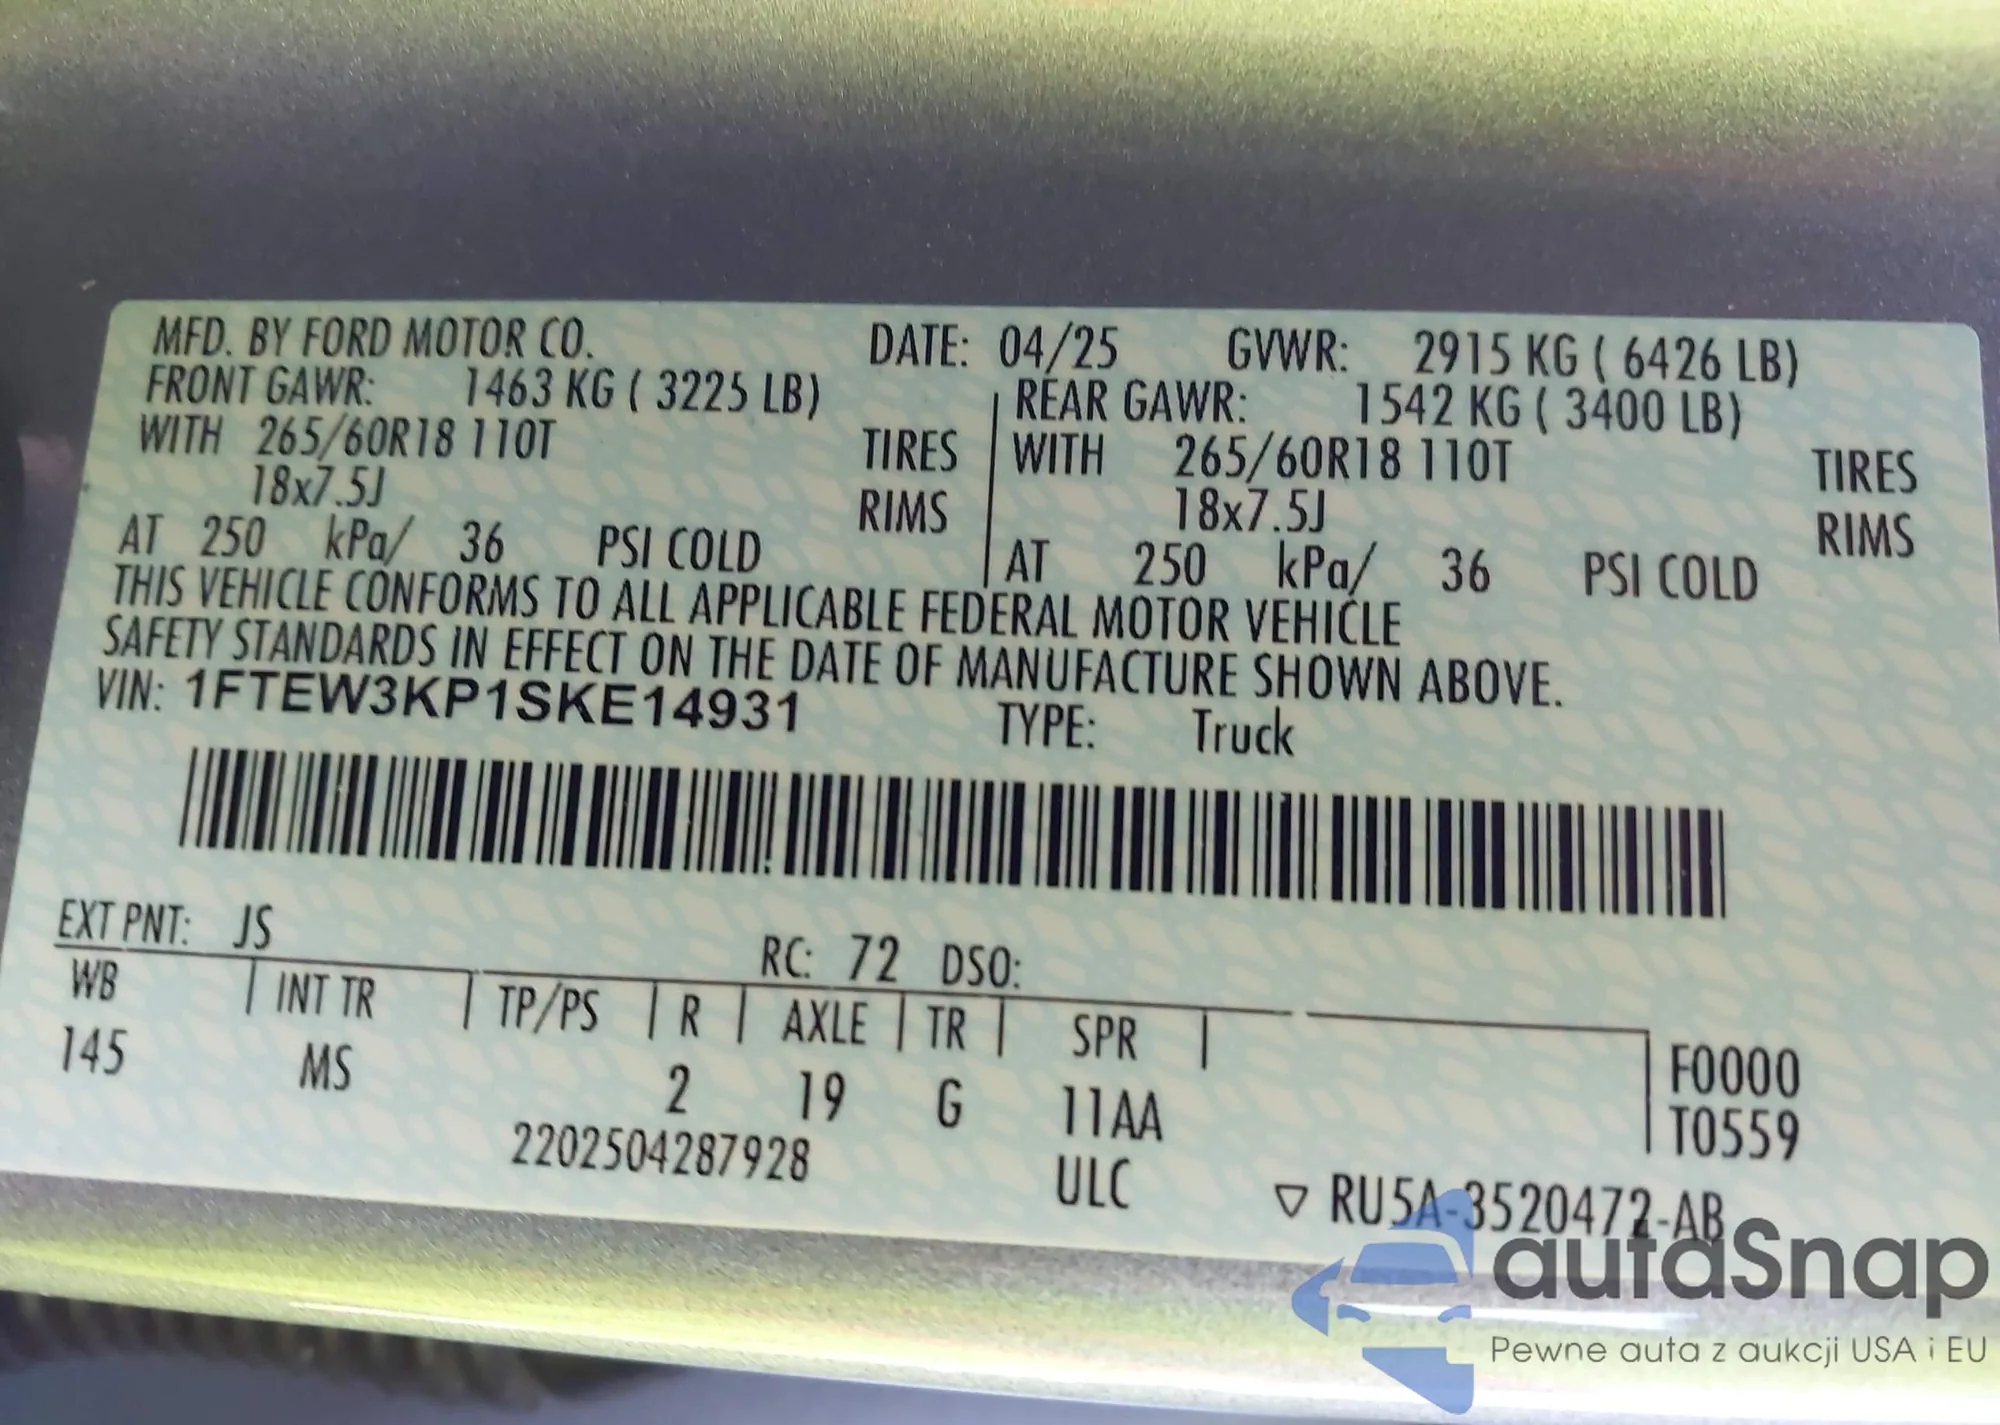 MFD. BY FORD MOTOR CO. DATE: 04/25 GVWR: 2915 KG ( 6426 LB)
FRONT GAWR: 1463 KG ( 3225 LB) REAR GAWR: 1542 KG ( 3400 LB)
WITH 265/60R18 110T TIRES WITH 265/60R18 110T TIRES
18x7.5J RIMS 18x7.5J RIMS
AT 250 kPa/ 36 PSI COLD AT 250 kPa/ 36 PSI COLD
THIS VEHICLE CONFORMS TO ALL APPLICABLE FEDERAL MOTOR VEHICLE
SAFETY STANDARDS IN EFFECT ON THE DATE OF MANUFACTURE SHOWN ABOVE.
VIN: 1FTEW3KP1SKE14931 TYPE: Truck
EXT PNT: JS RC: 72 DSO:
WB INT TR TP/PS R AXLE TR SPR
145 MS 2 19 G 11AA F0000
T0559
2202504287928 ULC ▽ RU5A-3520472-AB
autaSnap
Pewne auta z aukcji USA i EU